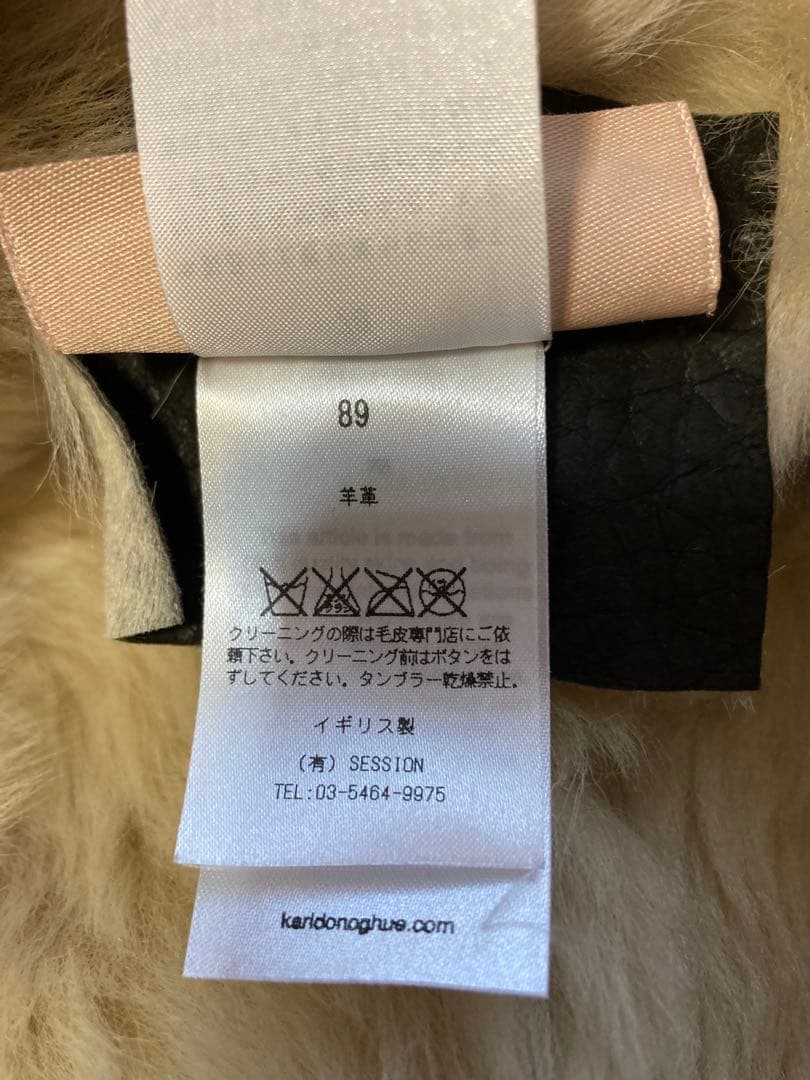 89
羊革
クリーニングの際は毛皮専門店にご依
頼下さい。クリーニング前はボタンをは
ずしてください。タンブラー乾燥禁止。
イギリス製
(有) SESSION
TEL:03-5464-9975
karldonoghue.com